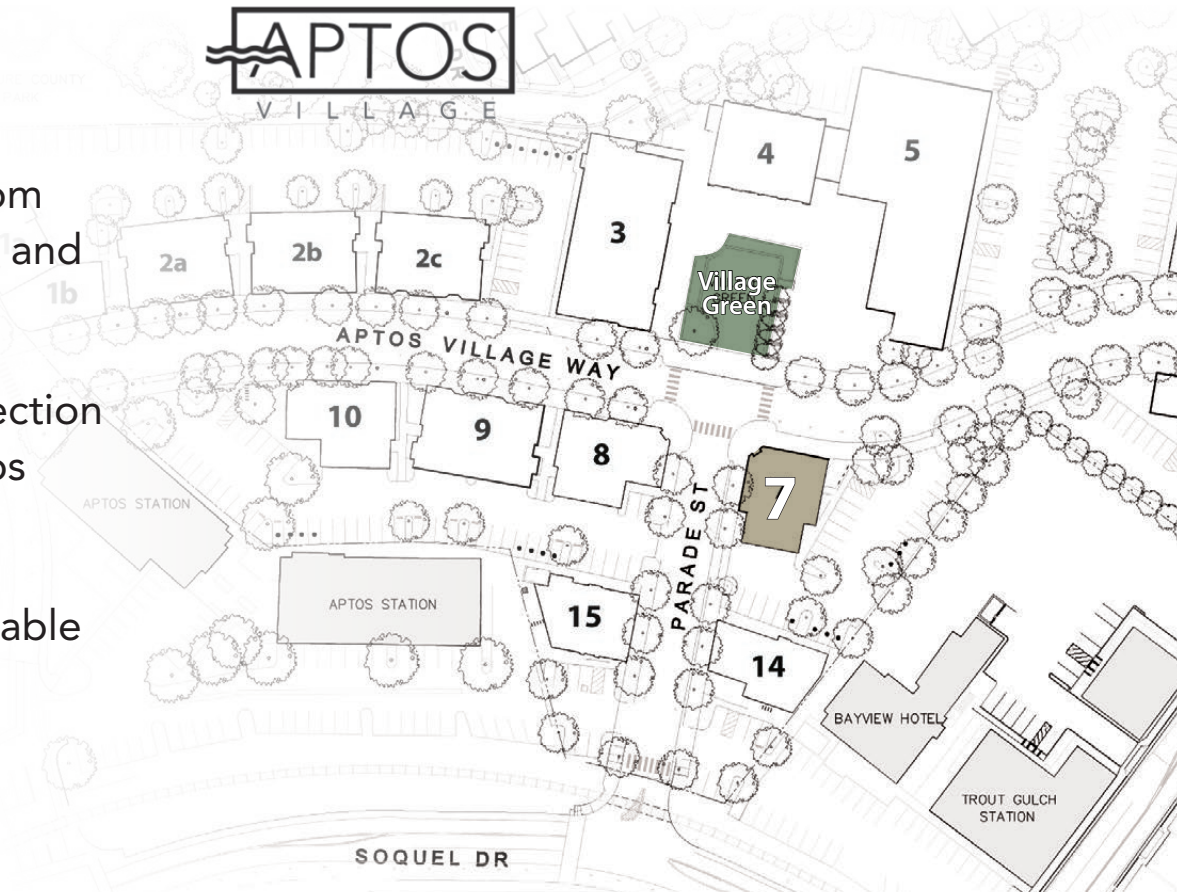 APTOS
VILLAGE
om
and
ection
os
able
4
5
3
2a
2b
2c
1b
Village
Green
APTOS VILLAGE WAY
10
9
8
7
APTOS STATION
PARADE ST
APTOS STATION
15
14
BAYVIEW HOTEL
TROUT GULCH
STATION
SOQUEL DR